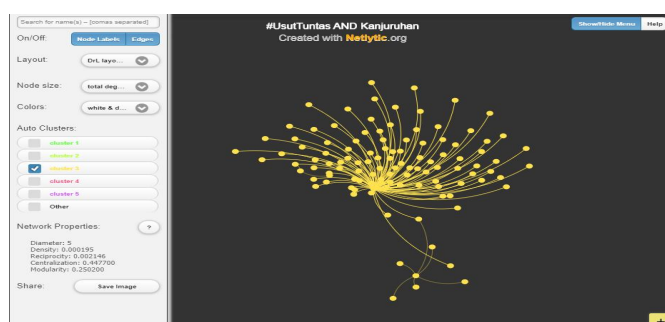 Search for name(s) – [comas separated]
On/Off:
Node Labels
Edges
Layout:
DrL layo...
Node size:
total deg...
Colors:
white & d...
Auto Clusters:
cluster 1
cluster 2
cluster 3
cluster 4
cluster 5
Other
Network Properties:
?
Diameter: 5
Density: 0.000195
Reciprocity: 0.002146
Centralization: 0.447700
Modularity: 0.250200
Share:
Save Image
#UsutTuntas AND Kanjuruhan
Created with Netlytic.org
Show/Hide Menu
Help
+